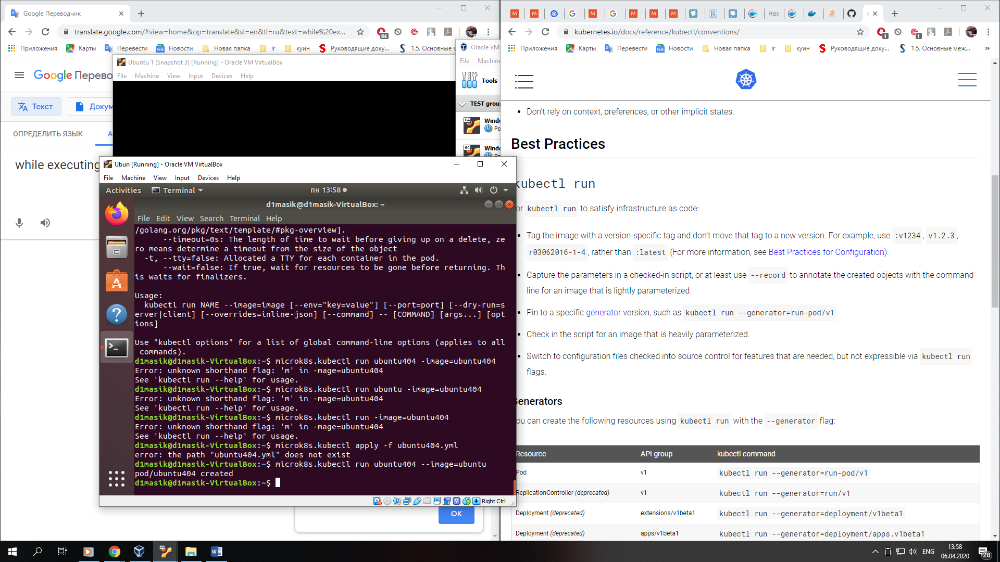 Google Переводчик
translate.google.com/#view=home&op=translate&sl=en&tl=ru&text=while%20ex...
84
Приложения
Карты
Перевести
Новости
Новая папка
Ir
куин
Руководящие доку...
1.5. Основные м
Google Перево
Текст
Докум
ОПРЕДЕЛИТЬ ЯЗЫК
А
while executing
OK
Ubuntu 1 (Snapshot 3) [Running] - Oracle VM VirtualBox
File Machine View Input Devices Help
Oracle VM
File Machine
Tools
TEST group
Windo
Po
Windo
Ubun [Running] - Oracle VM VirtualBox
File Machine View Input Devices Help
Activities
Terminal
пн 13:58
d1masik@d1masik-VirtualBox: ~
File Edit View Search Terminal Help
/golang.org/pkg/text/template/#pkg-overview].
--timeout=0s: The length of time to wait before giving up on a delete, ze
ro means determine a timeout from the size of the object
-t, --tty=false: Allocated a TTY for each container in the pod.
--wait=false: If true, wait for resources to be gone before returning. Th
is waits for finalizers.
Usage:
kubectl run NAME --image=image [--env="key=value"] [--port=port] [--dry-run=s
erver|client] [--overrides=inline-json] [--command] -- [COMMAND] [args...] [opt
ions]
Use "kubectl options" for a list of global command-line options (applies to all
commands).
d1masik@d1masik-VirtualBox:~$ microk8s.kubectl run ubuntu404 -image=ubuntu404
Error: unknown shorthand flag: 'm' in -mage=ubuntu404
See 'kubectl run --help' for usage.
d1masik@d1masik-VirtualBox:~$ microk8s.kubectl run ubuntu -image=ubuntu404
Error: unknown shorthand flag: 'm' in -mage=ubuntu404
See 'kubectl run --help' for usage.
d1masik@d1masik-VirtualBox:~$ microk8s.kubectl run -image=ubuntu404
Error: unknown shorthand flag: 'm' in -mage=ubuntu404
See 'kubectl run --help' for usage.
d1masik@d1masik-VirtualBox:~$ microk8s.kubectl apply -f ubuntu404.yml
error: the path "ubuntu404.yml" does not exist
d1masik@d1masik-VirtualBox:~$ microk8s.kubectl run ubuntu404 --image=ubuntu
pod/ubuntu404 created
d1masik@d1masik-VirtualBox:~$
Right Ctrl
Нов
kubernetes.io/docs/reference/kubectl/conventions/
1
1
Приложения
Карты
Перевести
Новости
Новая папка
Ir
куин
Руководящие доку...
1.5. Основные меж...
Don't rely on context, preferences, or other implicit states.
Best Practices
kubectl run
or kubectl run to satisfy infrastructure as code:
Tag the image with a version-specific tag and don't move that tag to a new version. For example, use :v1234, v1.2.3,
r03062016-1-4, rather than :latest (For more information, see Best Practices for Configuration).
Capture the parameters in a checked-in script, or at least use --record to annotate the created objects with the command
line for an image that is lightly parameterized.
Pin to a specific generator version, such as kubectl run --generator=run-pod/v1.
Check in the script for an image that is heavily parameterized.
Switch to configuration files checked into source control for features that are needed, but not expressible via kubectl run
flags.
Generators
ou can create the following resources using kubectl run with the --generator flag:
Resource API group kubectl command
Pod v1 kubectl run --generator=run-pod/v1
ReplicationController (deprecated) v1 kubectl run --generator=run/v1
Deployment (deprecated) extensions/v1beta1 kubectl run --generator=deployment/v1beta1
Deployment (deprecated) apps/v1beta1 kubectl run --generator=deployment/apps.v1beta1
ENG
13:58
06.04.2020
28